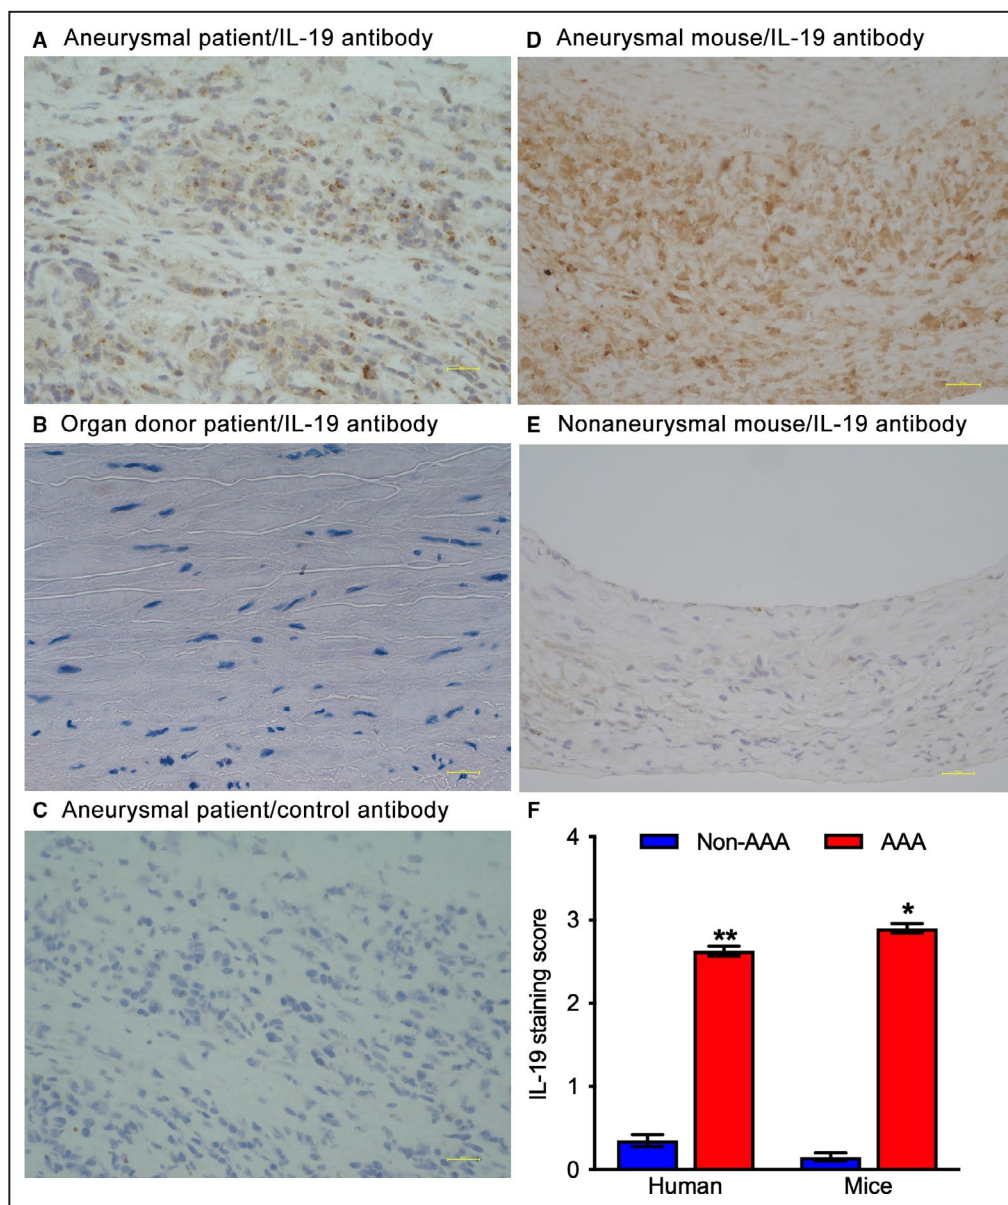 A Aneurysmal patient/IL-19 antibody
B Organ donor patient/IL-19 antibody
C Aneurysmal patient/control antibody
D Aneurysmal mouse/IL-19 antibody
E Nonaneurysmal mouse/IL-19 antibody
F
Non-AAA
AAA
IL-19 staining score
4
3
2
1
0
**
*
Human
Mice